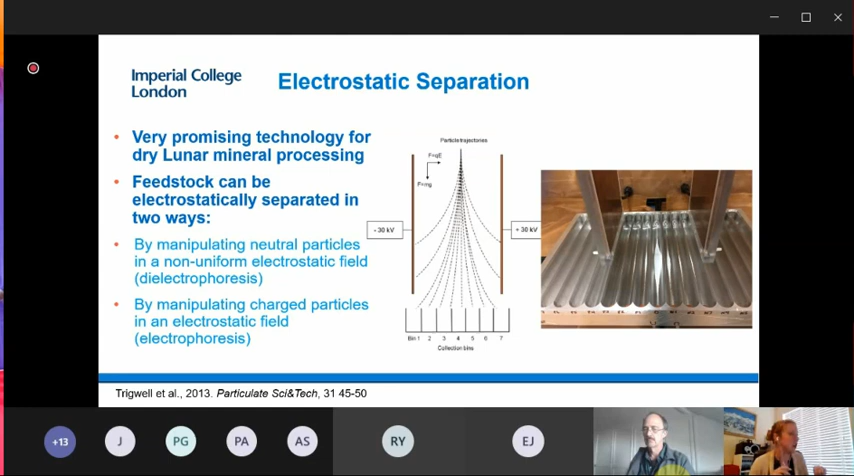 Imperial College
London
Electrostatic Separation
• Very promising technology for
dry Lunar mineral processing
• Feedstock can be
electrostatically separated in
two ways:
• By manipulating neutral particles
in a non-uniform electrostatic field
(dielectrophoresis)
• By manipulating charged particles
in an electrostatic field
(electrophoresis)
Particle trajectories
F=qE
F=mg
- 30 kV
+ 30 kV
Bin 1 2 3 4 5 6 7
Collection bins
Trigwell et al., 2013. Particulate Sci&Tech, 31 45-50
+13
J
PG
PA
AS
RY
EJ